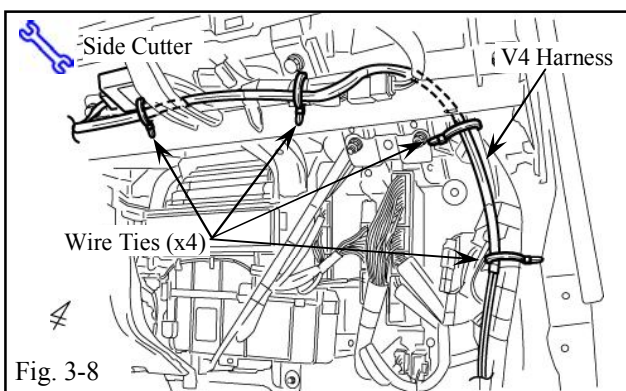 Side Cutter
V4 Harness
Wire Ties (x4)
Fig. 3-8